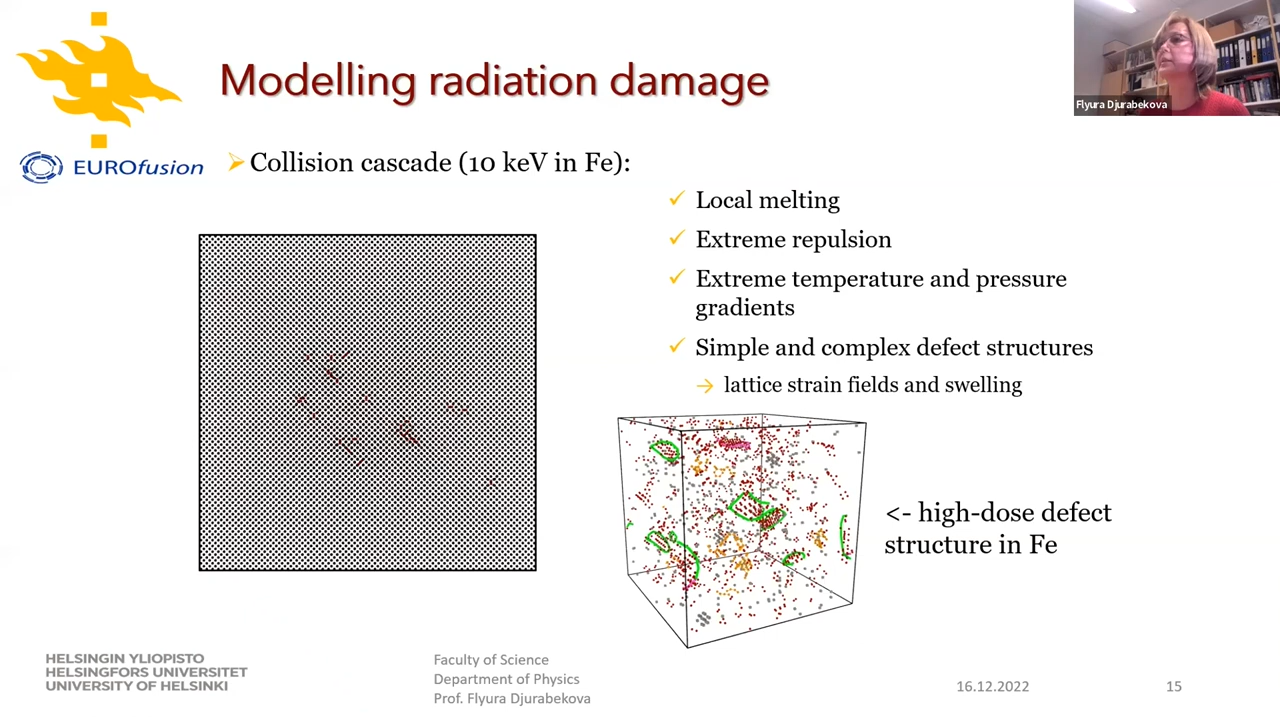 Modelling radiation damage
Flyura Djurabekova
EUROfusion
Collision cascade (10 keV in Fe):
Local melting
Extreme repulsion
Extreme temperature and pressure
gradients
Simple and complex defect structures
→ lattice strain fields and swelling
<- high-dose defect
structure in Fe
HELSINGIN YLIOPISTO
HELSINGFORS UNIVERSITET
UNIVERSITY OF HELSINKI
Faculty of Science
Department of Physics
Prof. Flyura Djurabekova
16.12.2022
15